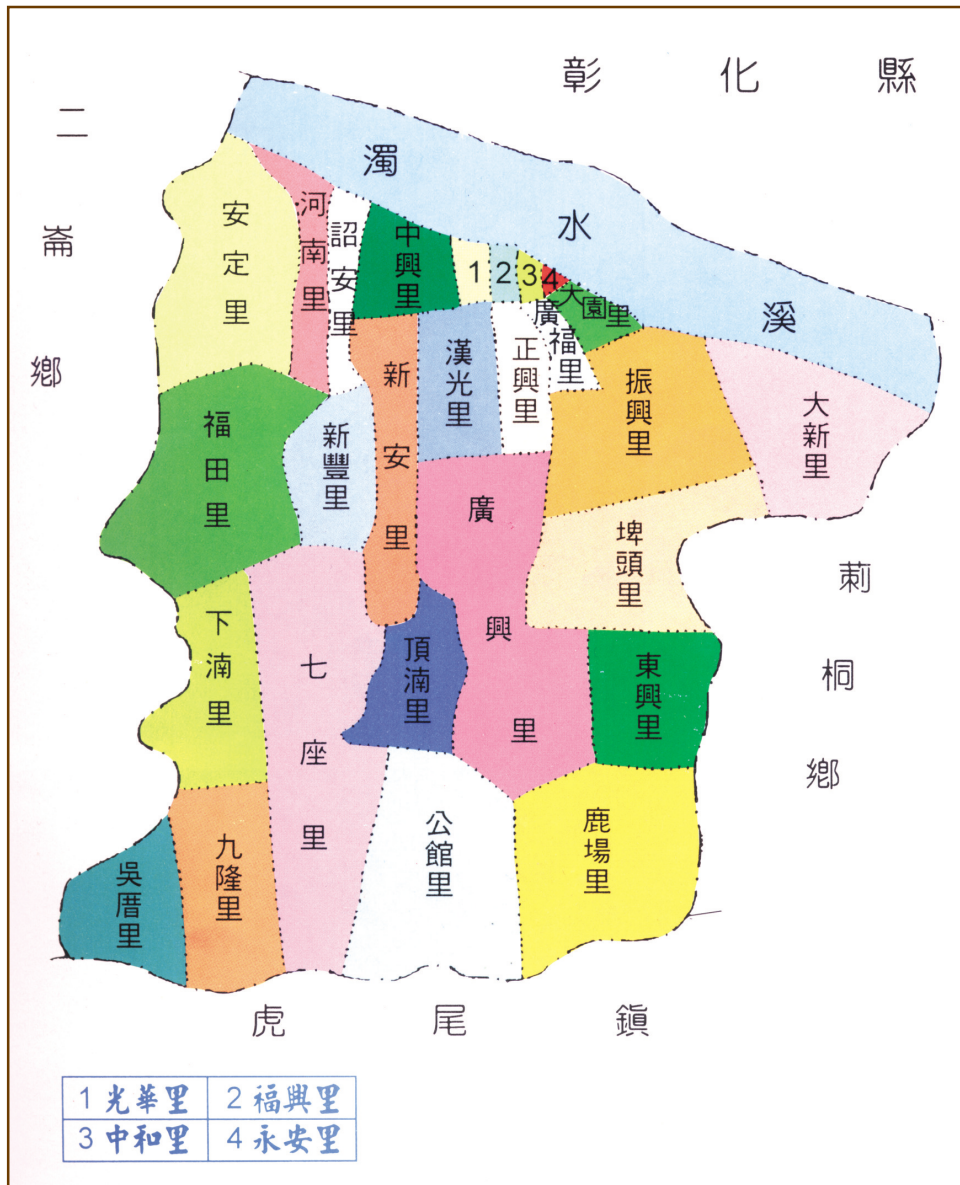 彰化縣
二崙鄉
濁水溪
安定里
河南里
詔安里
中興里
1
2
3
4
大園里
廣福里
正興里
漢光里
新安里
振興里
大新里
福田里
新豐里
廣興里
埤頭里
莿桐鄉
下湳里
七座里
頂湳里
東興里
吳厝里
九隆里
公館里
鹿場里
虎尾鎮
1 光華里
2 福興里
3 中和里
4 永安里